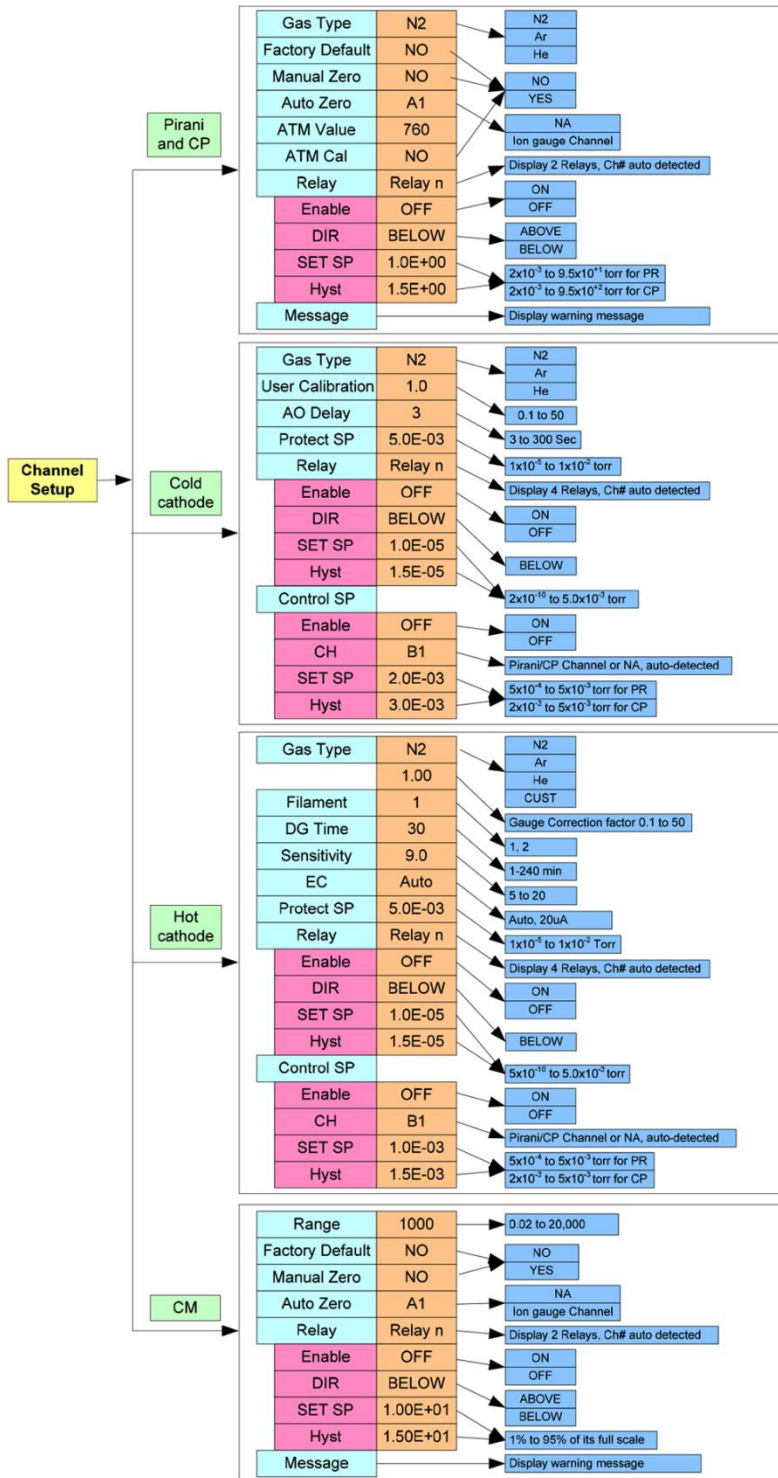 Channel
Setup
Pirani
and CP
Gas Type N2
Factory Default NO
Manual Zero NO
Auto Zero A1
ATM Value 760
ATM Cal NO
Relay Relay n
Enable OFF
DIR BELOW
SET SP 1.0E+00
Hyst 1.5E+00
Message
N2
Ar
He
NO
YES
NA
Ion gauge Channel
Display 2 Relays, Ch# auto detected
ON
OFF
ABOVE
BELOW
2x10⁻³ to 9.5x10⁺¹ torr for PR
2x10⁻³ to 9.5x10⁺² torr for CP
Display warning message
Cold
cathode
Gas Type N2
User Calibration 1.0
AO Delay 3
Protect SP 5.0E-03
Relay Relay n
Enable OFF
DIR BELOW
SET SP 1.0E-05
Hyst 1.5E-05
Control SP
Enable OFF
CH B1
SET SP 2.0E-03
Hyst 3.0E-03
N2
Ar
He
0.1 to 50
3 to 300 Sec
1x10⁻⁵ to 1x10⁻² torr
Display 4 Relays, Ch# auto detected
ON
OFF
BELOW
2x10⁻¹⁰ to 5.0x10⁻³ torr
ON
OFF
Pirani/CP Channel or NA, auto-detected
5x10⁻⁴ to 5x10⁻³ torr for PR
2x10⁻³ to 5x10⁻³ torr for CP
Hot
cathode
Gas Type N2
1.00
Filament 1
DG Time 30
Sensitivity 9.0
EC Auto
Protect SP 5.0E-03
Relay Relay n
Enable OFF
DIR BELOW
SET SP 1.0E-05
Hyst 1.5E-05
Control SP
Enable OFF
CH B1
SET SP 1.0E-03
Hyst 1.5E-03
N2
Ar
He
CUST
Gauge Correction factor 0.1 to 50
1, 2
1-240 min
5 to 20
Auto, 20uA
1x10⁻⁵ to 1x10⁻² Torr
Display 4 Relays, Ch# auto detected
ON
OFF
BELOW
5x10⁻¹⁰ to 5.0x10⁻³ torr
ON
OFF
Pirani/CP Channel or NA, auto-detected
5x10⁻⁴ to 5x10⁻³ torr for PR
2x10⁻³ to 5x10⁻³ torr for CP
CM
Range 1000
Factory Default NO
Manual Zero NO
Auto Zero A1
Relay Relay n
Enable OFF
DIR BELOW
SET SP 1.00E+01
Hyst 1.50E+01
Message
0.02 to 20,000
NO
YES
NA
Ion gauge Channel
Display 2 Relays, Ch# auto detected
ON
OFF
ABOVE
BELOW
1% to 95% of its full scale
Display warning message